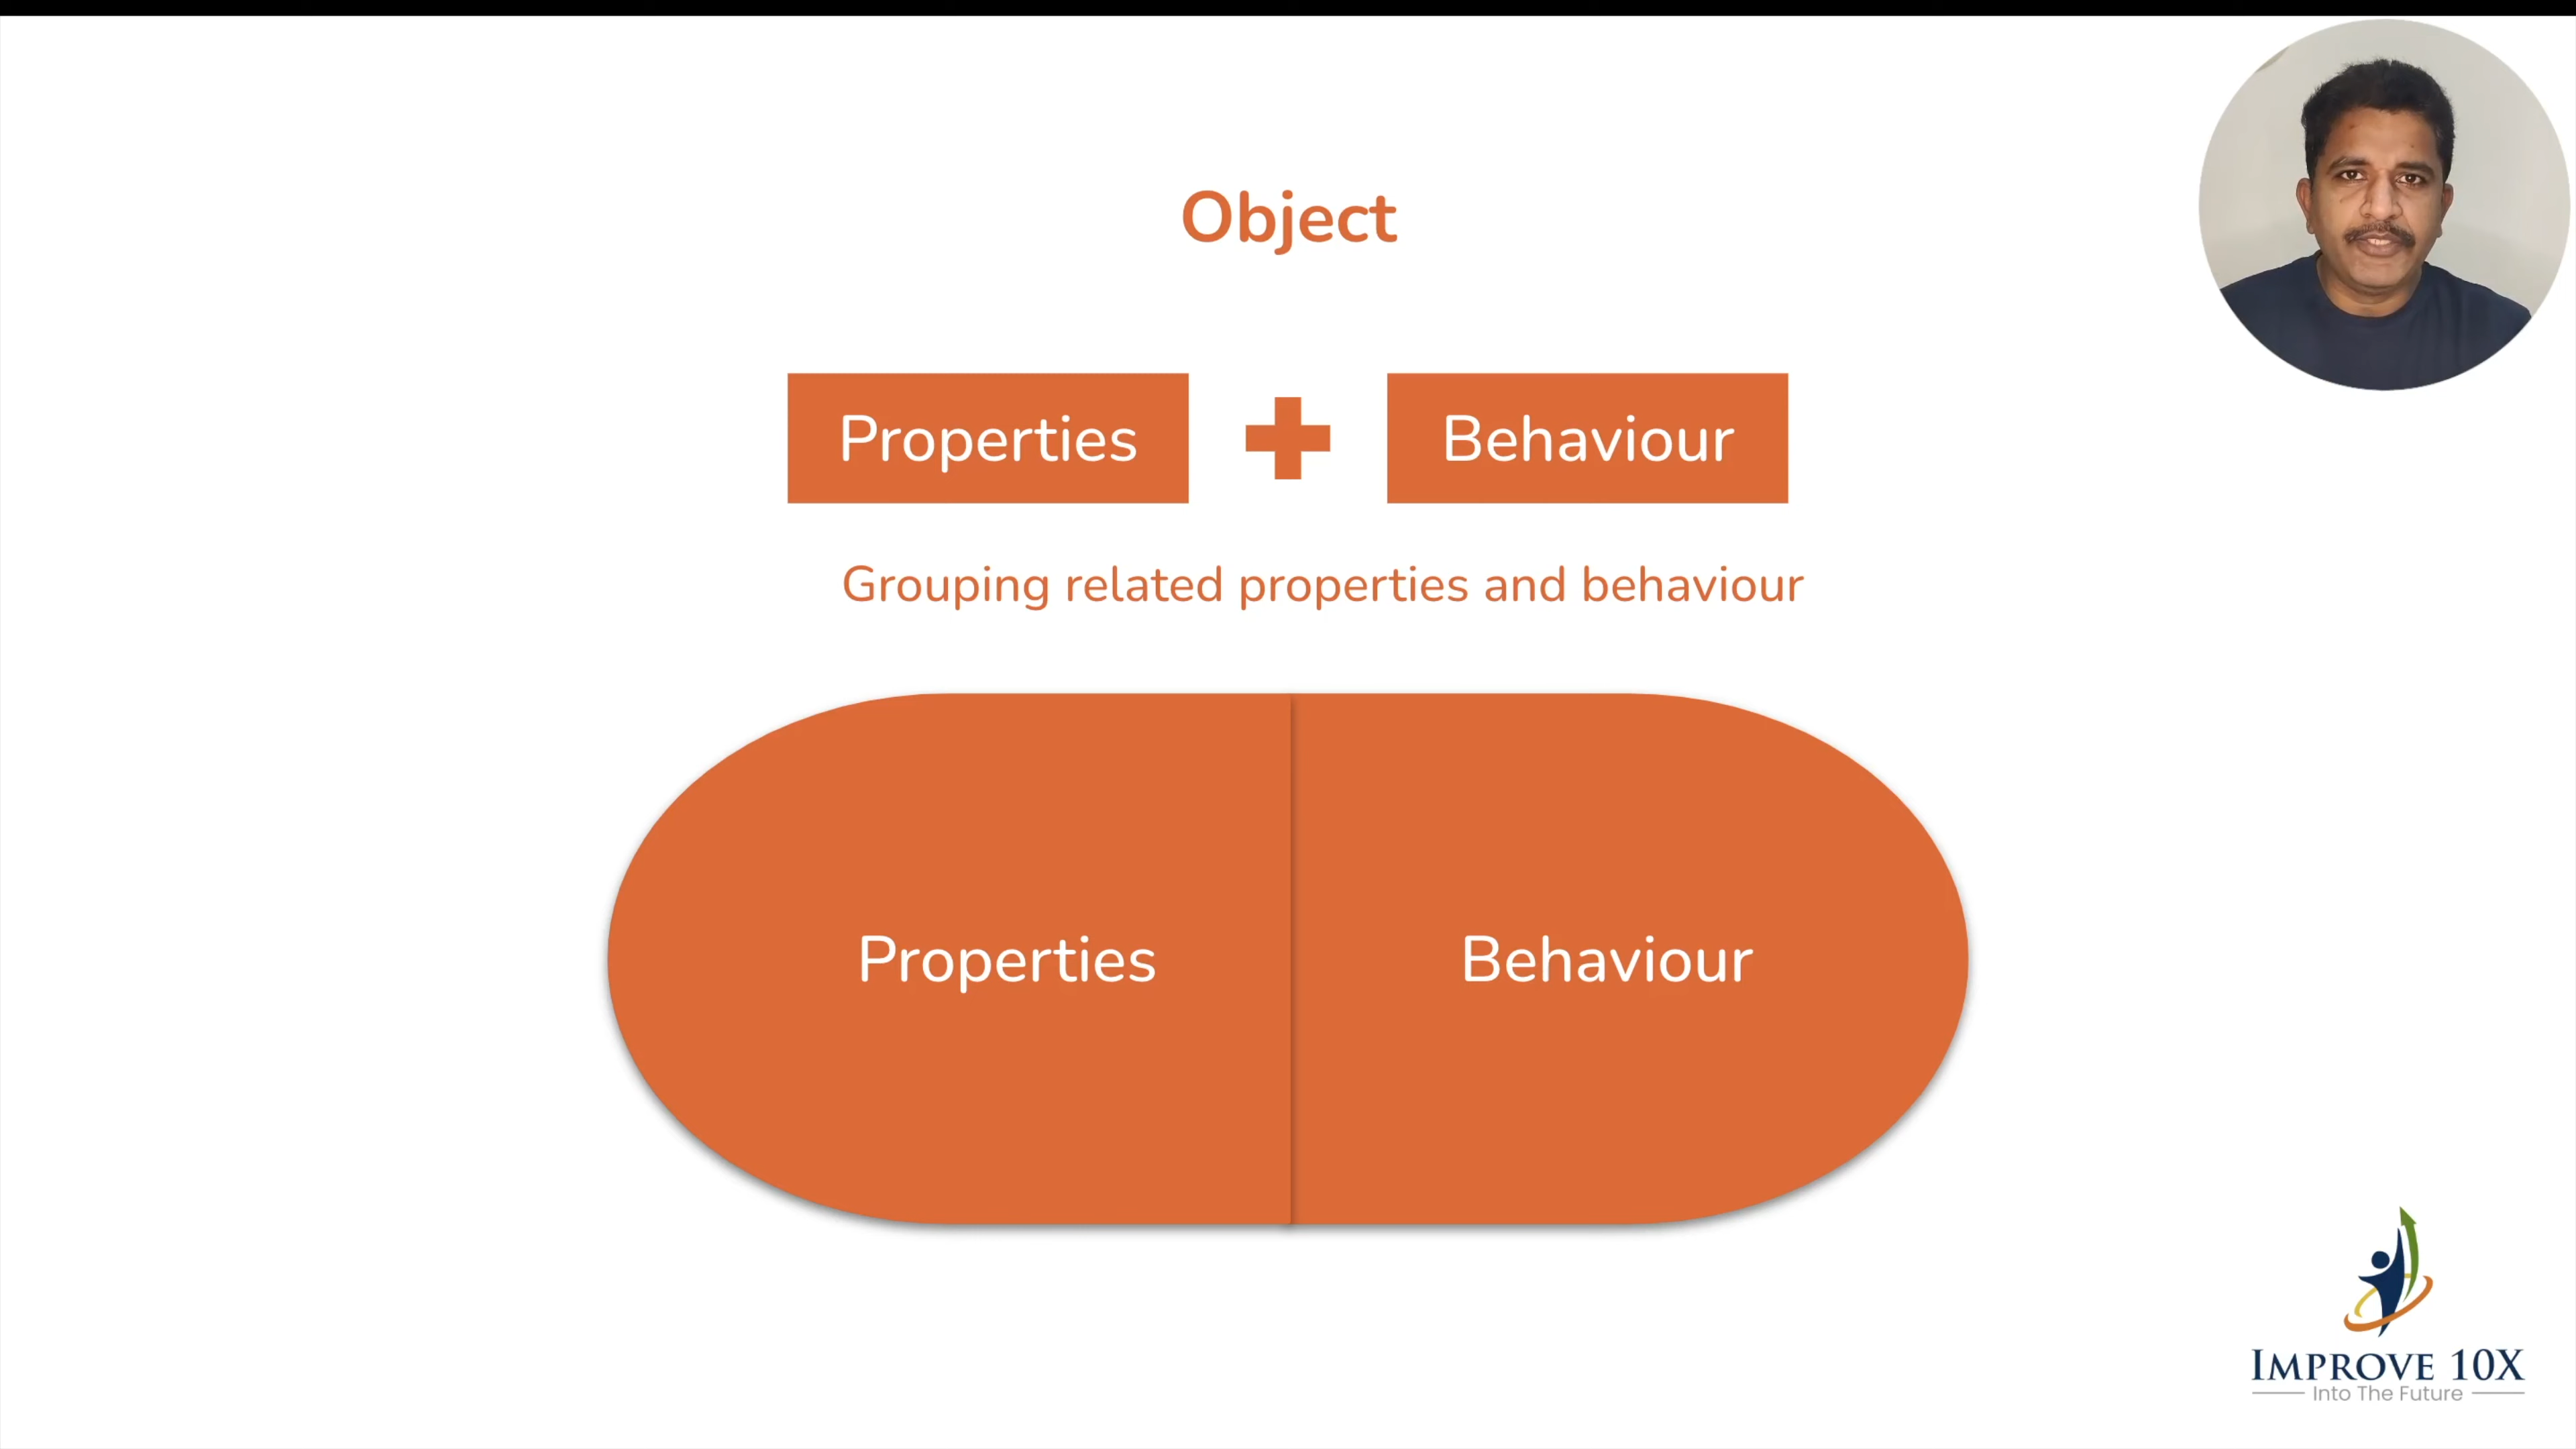 Object
Properties
Behaviour
Grouping related properties and behaviour
Properties
Behaviour
IMPROVE 10X
Into The Future